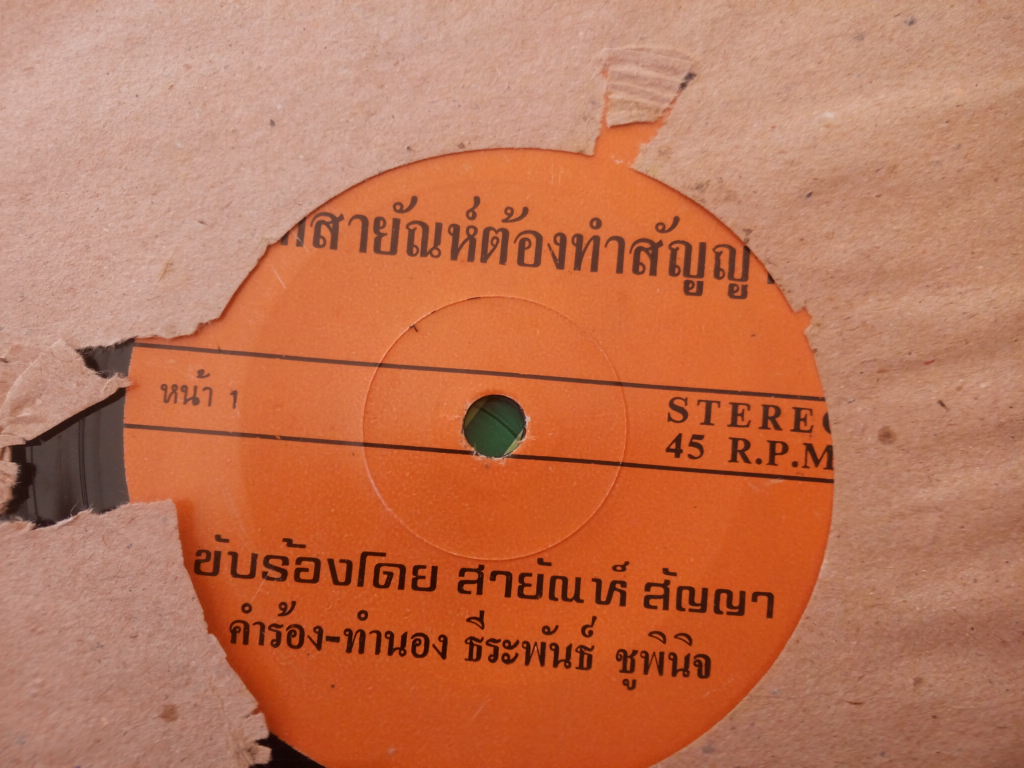 สายัณห์ต้องทำสัญญ
หน้า 1
STEREO
45 R.P.M
ขับร้องโดย สายัณห์ สัญญา
คำร้อง-ทำนอง ธีระพันธ์ ชูพินิจ